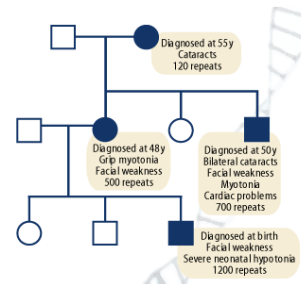 Diagnosed at 55y
Cataracts
120 repeats
Diagnosed at 48y
Grip myotonia
Facial weakness
500 repeats
Diagnosed at 50y
Bilateral cataracts
Facial weakness
Myotonia
Cardiac problems
700 repeats
Diagnosed at birth
Facial weakness
Severe neonatal hypotonia
1200 repeats